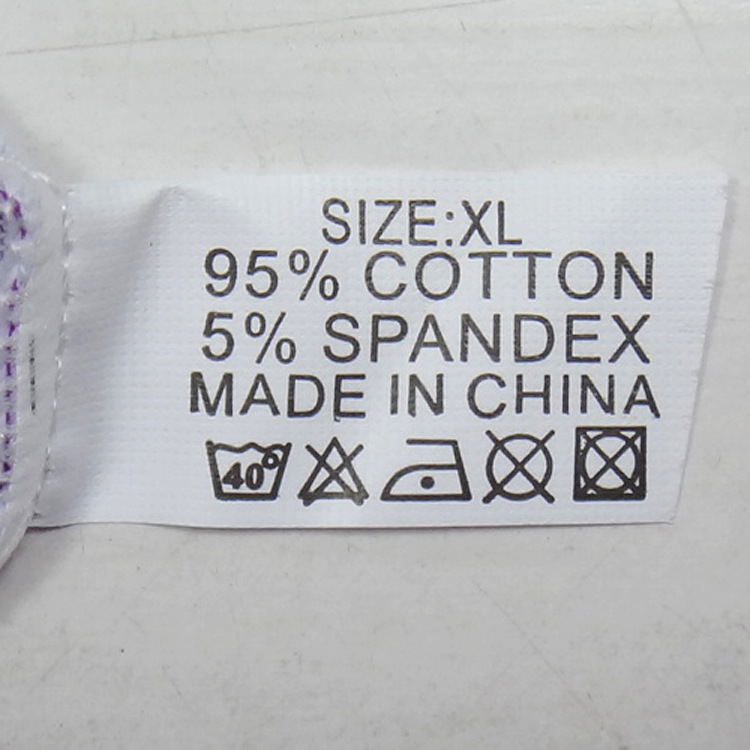 SIZE:XL
95% COTTON
5% SPANDEX
MADE IN CHINA
40°